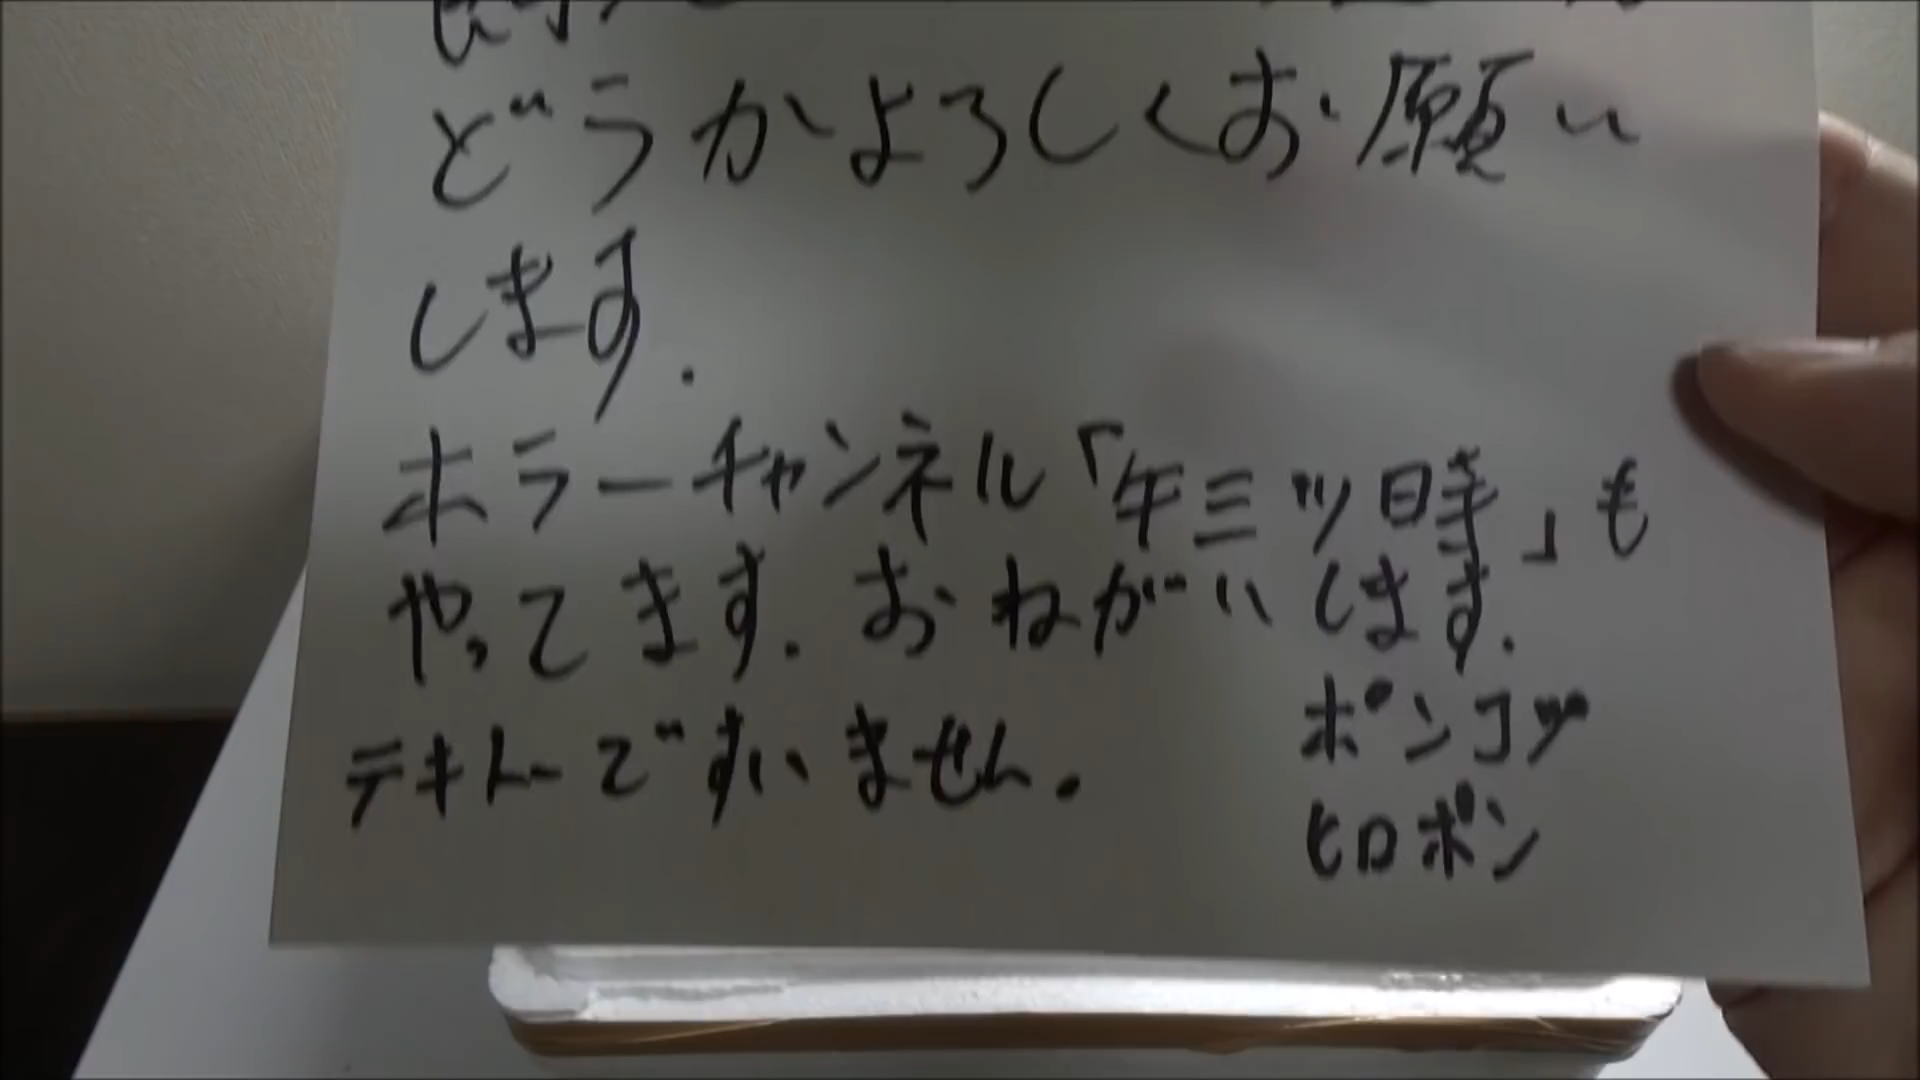 どうかよろしくお願い
します.
ホラーチャンネル「午三ツ時」も
やってます. おねがいします.
テキトーですいません.
ポンコツ
ヒロポン